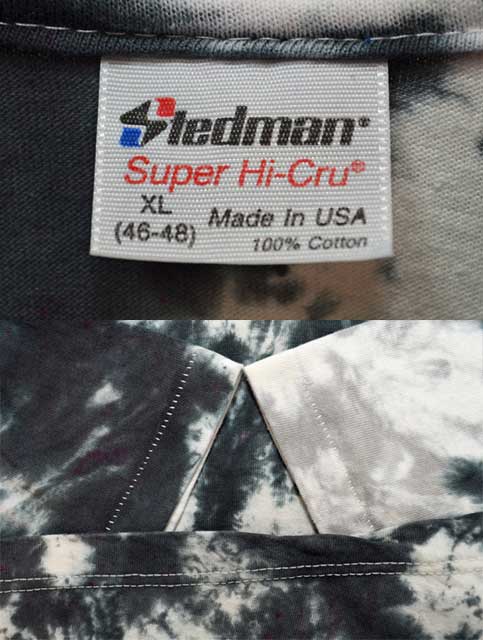 Stedman®
Super Hi-Cru®
XL
(46-48)
Made In USA
100% Cotton